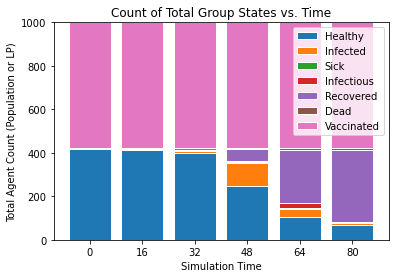 Count of Total Group States vs. Time
Total Agent Count (Population or LP)
1000
800
600
400
200
0
Healthy
Infected
Sick
Infectious
Recovered
Dead
Vaccinated
0 16 32 48 64 80
Simulation Time